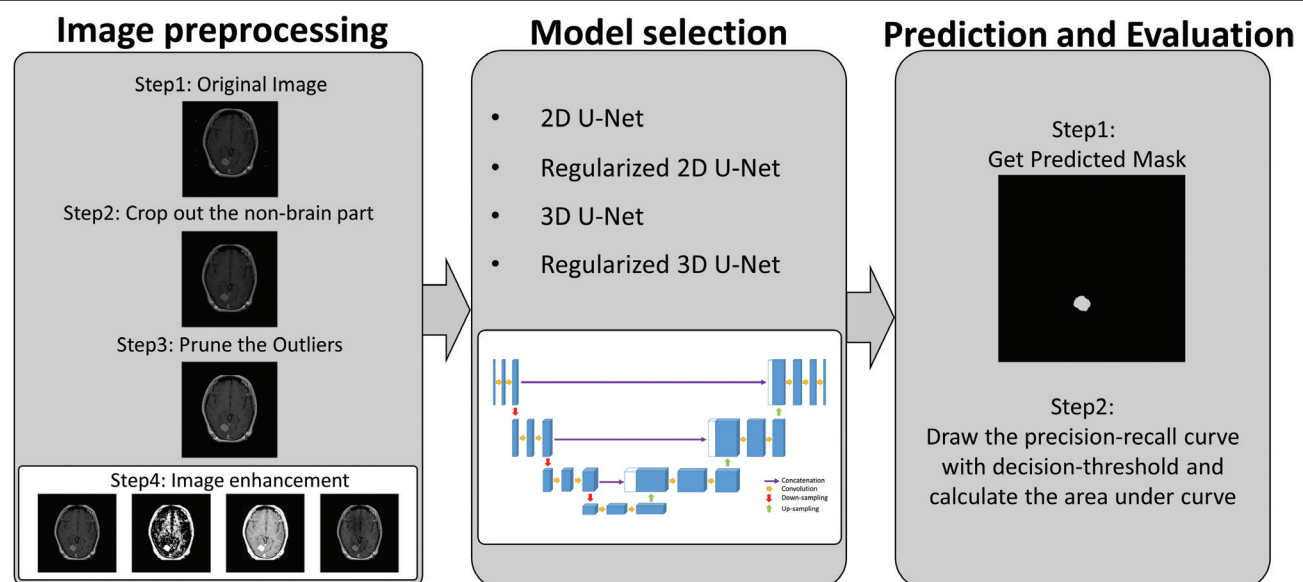 Image preprocessing
Step1: Original Image
Step2: Crop out the non-brain part
Step3: Prune the Outliers
Step4: Image enhancement
Model selection
• 2D U-Net
• Regularized 2D U-Net
• 3D U-Net
• Regularized 3D U-Net
Concatenation
Convolution
Down-sampling
Up-sampling
Prediction and Evaluation
Step1:
Get Predicted Mask
Step2:
Draw the precision-recall curve
with decision-threshold and
calculate the area under curve